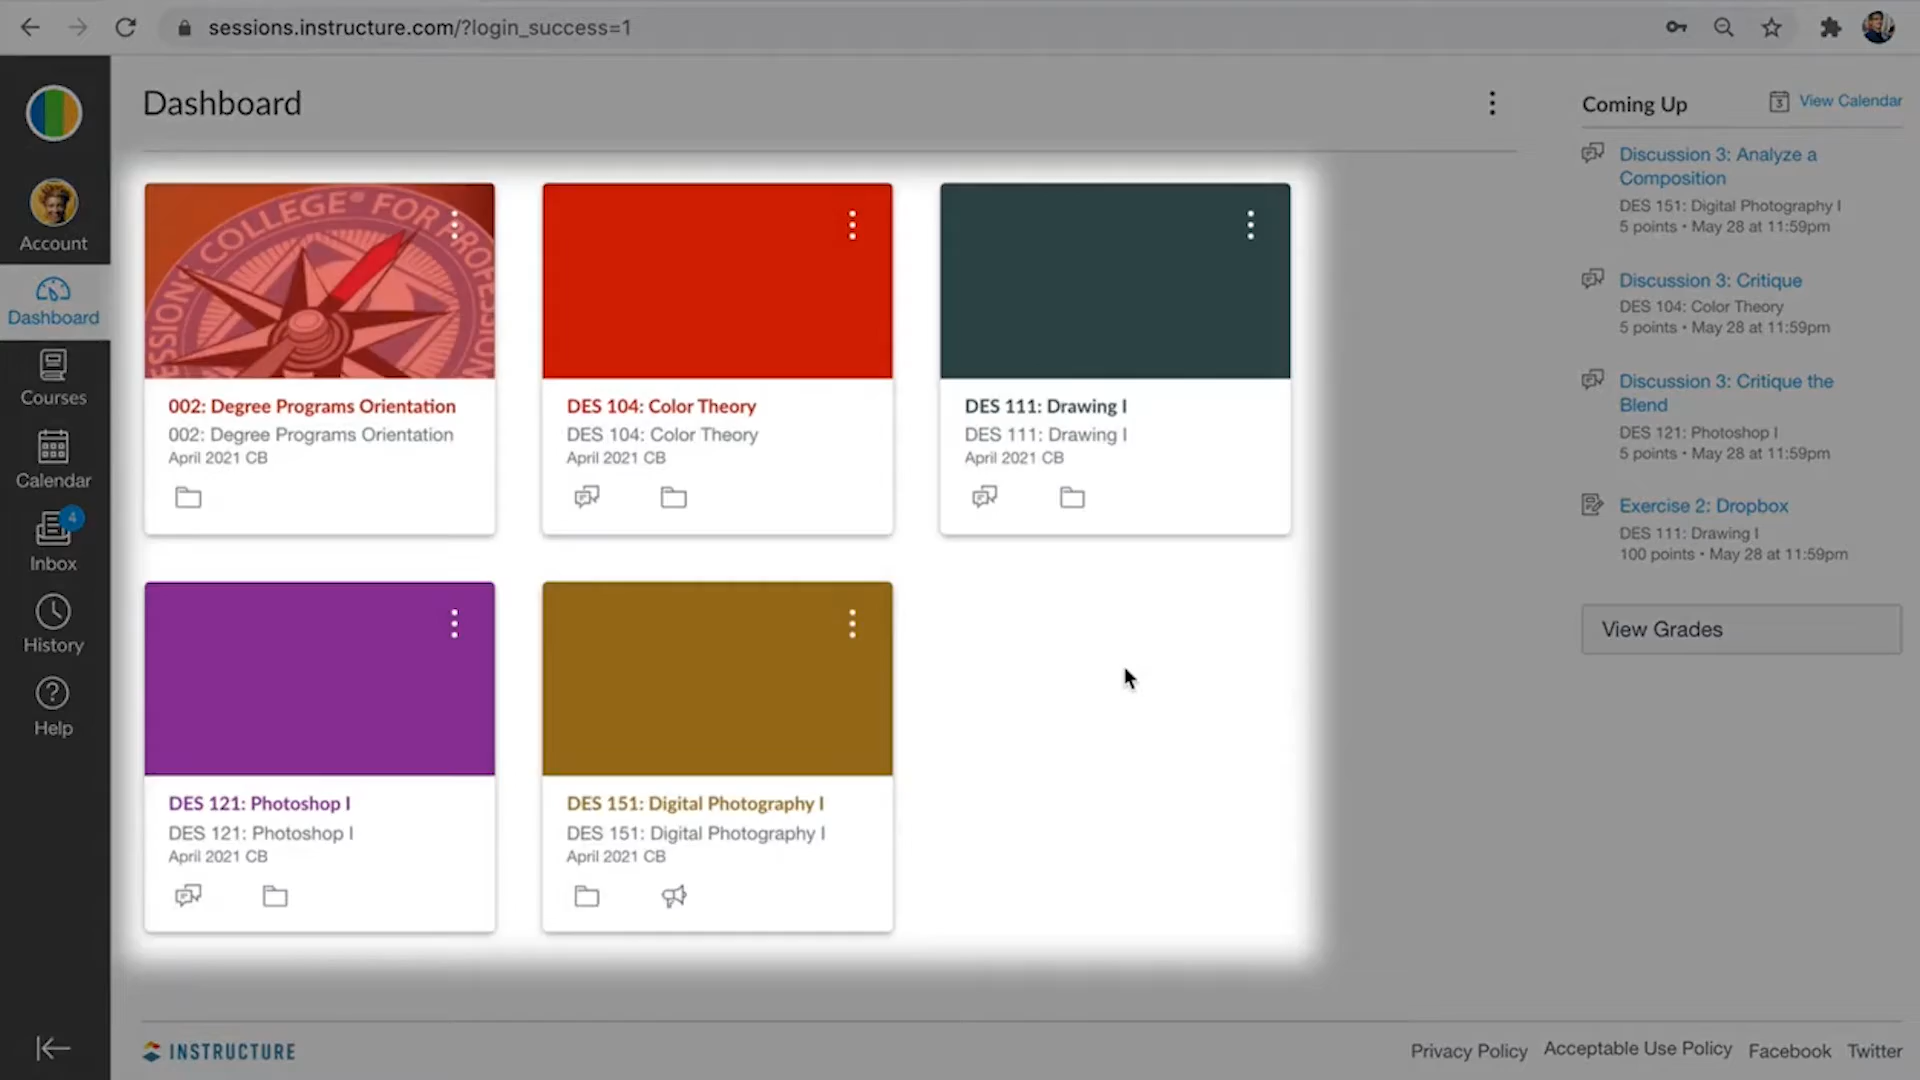 sessions.instructure.com/?login_success=1
Account
Dashboard
Courses
Calendar
4
Inbox
History
Help
Dashboard
COLLEGE® FOR PROFESSION
SESSIONS
002: Degree Programs Orientation
002: Degree Programs Orientation
April 2021 CB
DES 104: Color Theory
DES 104: Color Theory
April 2021 CB
DES 111: Drawing I
DES 111: Drawing I
April 2021 CB
DES 121: Photoshop I
DES 121: Photoshop I
April 2021 CB
DES 151: Digital Photography I
DES 151: Digital Photography I
April 2021 CB
Coming Up
3
View Calendar
Discussion 3: Analyze a
Composition
DES 151: Digital Photography I
5 points • May 28 at 11:59pm
Discussion 3: Critique
DES 104: Color Theory
5 points • May 28 at 11:59pm
Discussion 3: Critique the
Blend
DES 121: Photoshop I
5 points • May 28 at 11:59pm
Exercise 2: Dropbox
DES 111: Drawing I
100 points • May 28 at 11:59pm
View Grades
INSTRUCTURE
Privacy Policy
Acceptable Use Policy
Facebook
Twitter